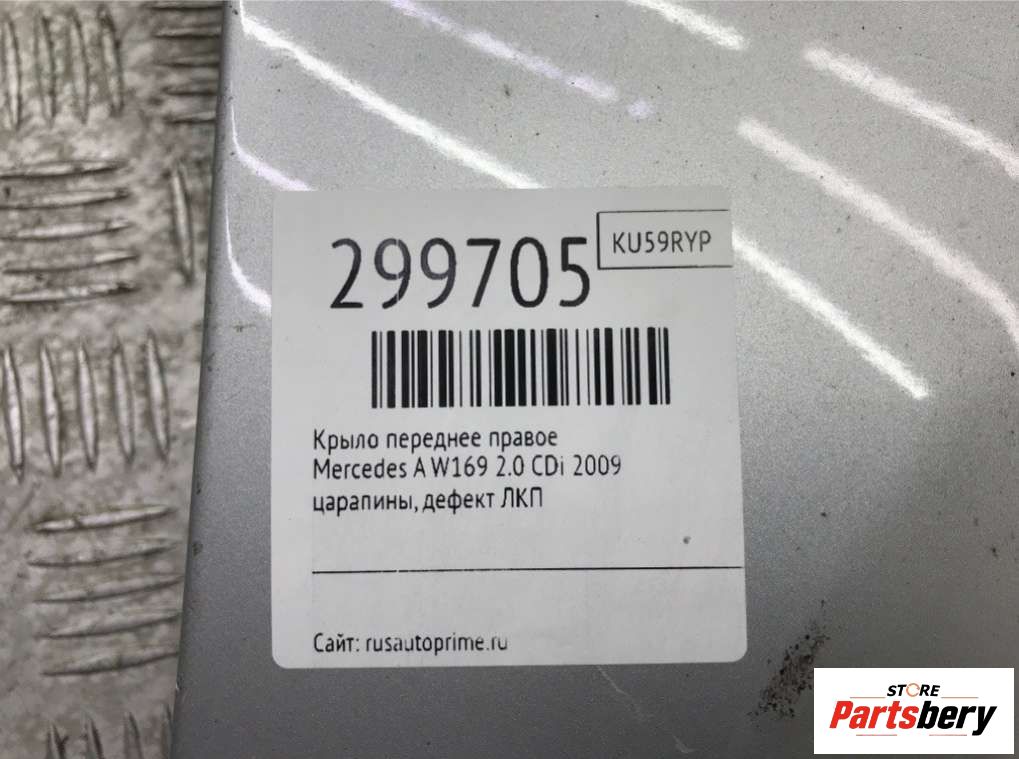 299705
KU59RYP
Крыло переднее правое
Mercedes A W169 2.0 CDi 2009
царапины, дефект ЛКП
Сайт: rusautoprime.ru
STORE
Partsbery